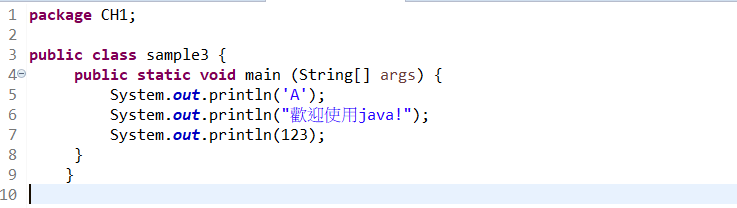 1 package CH1;
2
3 public class sample3 {
4 public static void main (String[] args) {
5 System.out.println('A');
6 System.out.println("歡迎使用java!");
7 System.out.println(123);
8 }
9 }
10